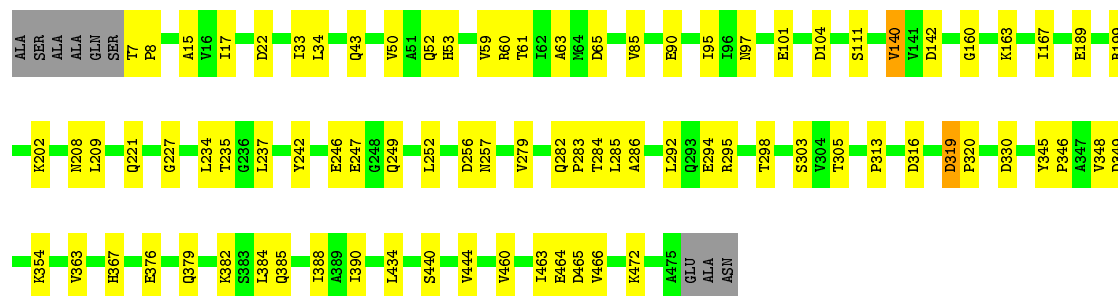 ALA SER ALA ALA GLN SER T7 P8 A15 V16 I17 D22 I33 L34 Q43 V50 A51 Q52 H53 V59 R60 T61 I62 A63 M64 D65 V85 E90 I95 I96 N97 E101 D104 S111 V140 V141 D142 G160 K163 I167 E189 R199
K202 N208 L209 Q221 G227 L234 T235 G236 L237 Y242 E246 E247 G248 Q249 L252 D256 N257 V279 Q282 P283 T284 L285 A286 L292 Q293 E294 R295 T298 S303 V304 T305 P313 D316 D319 P320 D330 Y345 P346 A347 V348 D349
K354 V363 H367 E376 Q379 K382 S383 L384 Q385 I388 A389 I390 L434 S440 V444 V460 I463 E464 D465 V466 K472 A475 GLU ALA ASN